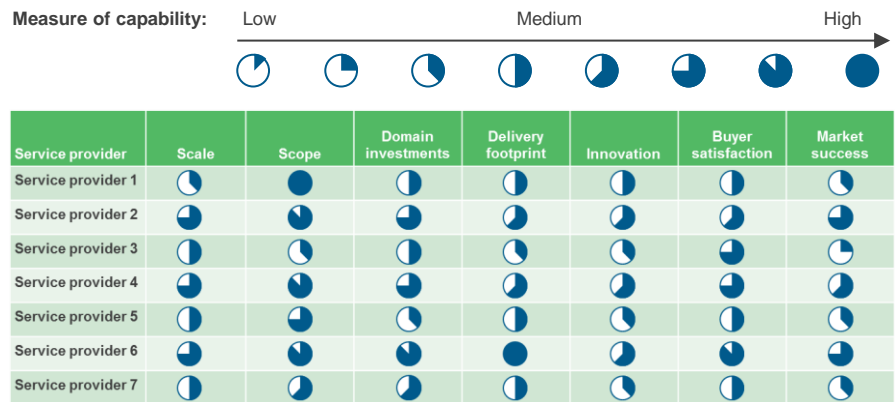 Measure of capability: Low Medium High
Service provider Scale Scope Domain investments Delivery footprint Innovation Buyer satisfaction Market success
Service provider 1
Service provider 2
Service provider 3
Service provider 4
Service provider 5
Service provider 6
Service provider 7